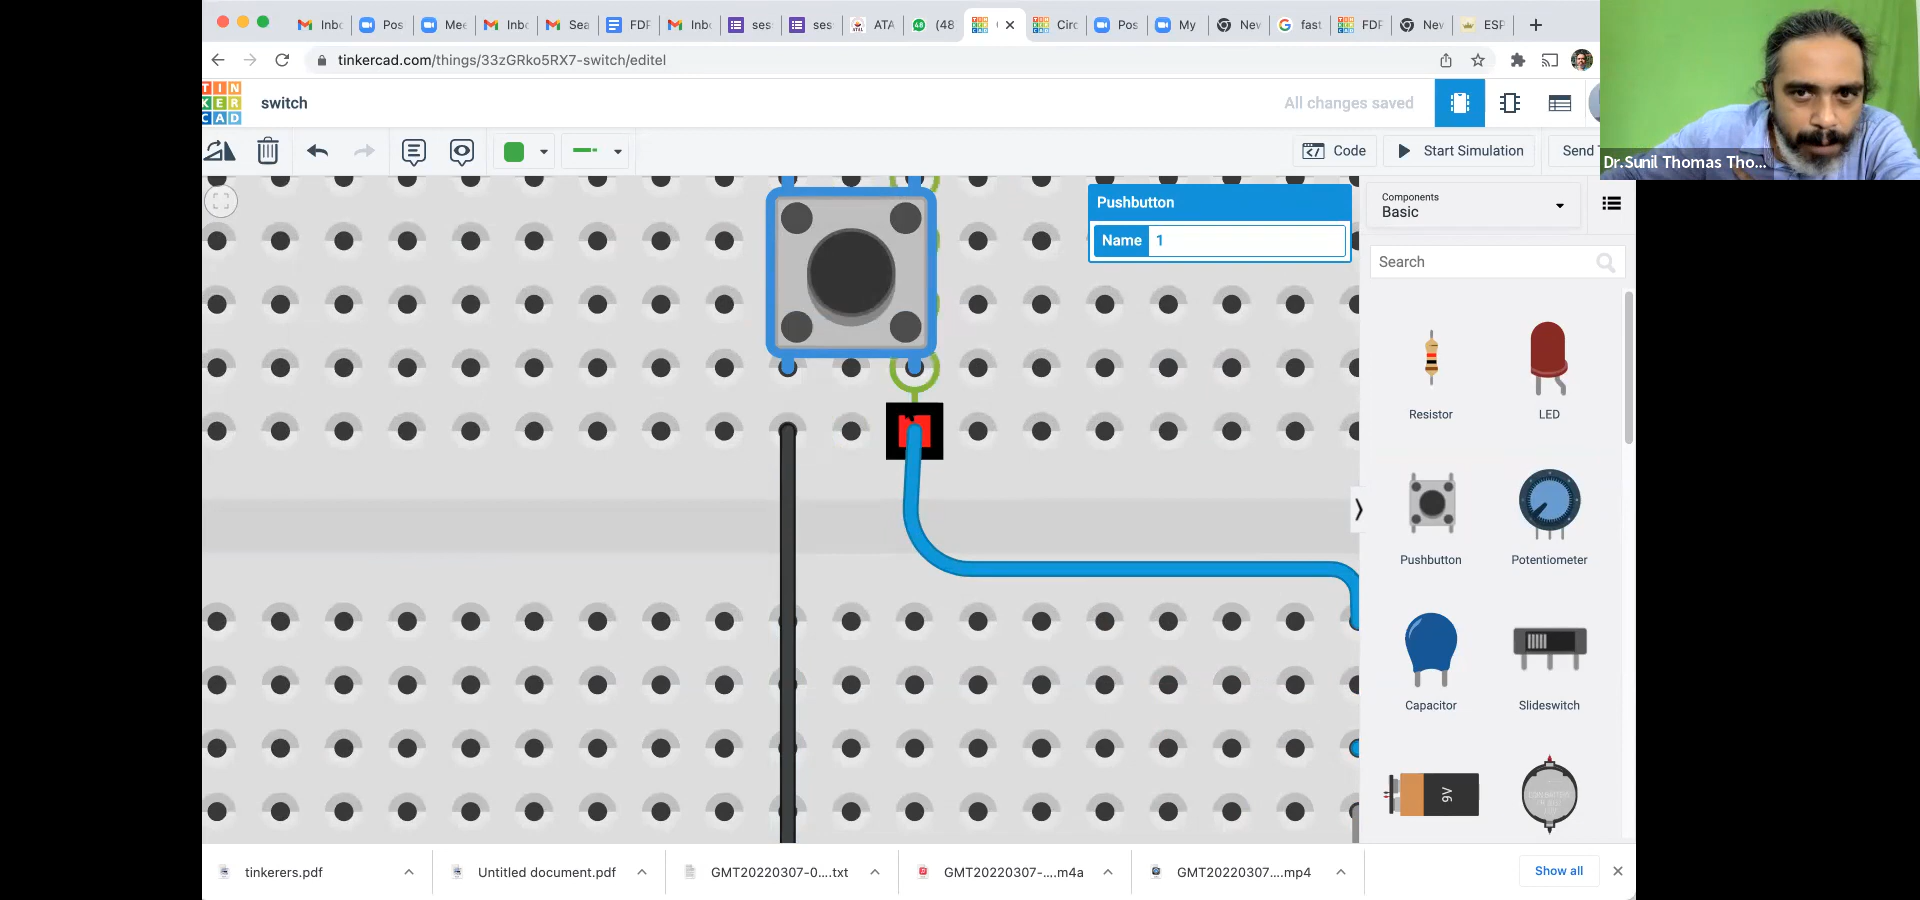 Inbo
Pos
Mee
Inbo
Sea
FDP
Inbo
ses
ses
ATA
(48
Circ
Pos
My
Nev
fast
FDP
Nev
ESP
tinkercad.com/things/33zGRko5RX7-switch/editel
TIN
KER
CAD
switch
All changes saved
Code
Start Simulation
Send
Dr.Sunil Thomas Tho...
Pushbutton
Name 1
Components
Basic
Search
Resistor
LED
Pushbutton
Potentiometer
Capacitor
Slideswitch
9V
tinkerers.pdf
Untitled document.pdf
GMT20220307-0....txt
GMT20220307-....m4a
GMT20220307....mp4
Show all